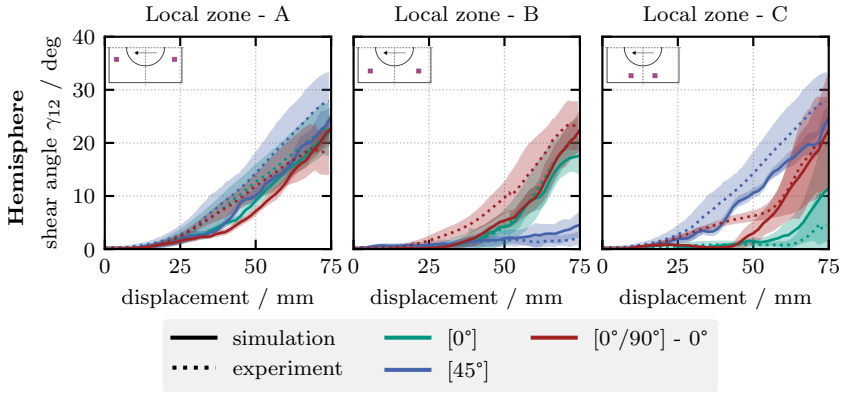 Local zone - A
Local zone - B
Local zone - C
Hemisphere
shear angle γ12 / deg
40
30
20
10
0
0 25 50 75
0 25 50 75
0 25 50 75
displacement / mm
displacement / mm
displacement / mm
simulation
experiment
[0°]
[45°]
[0°/90°] - 0°